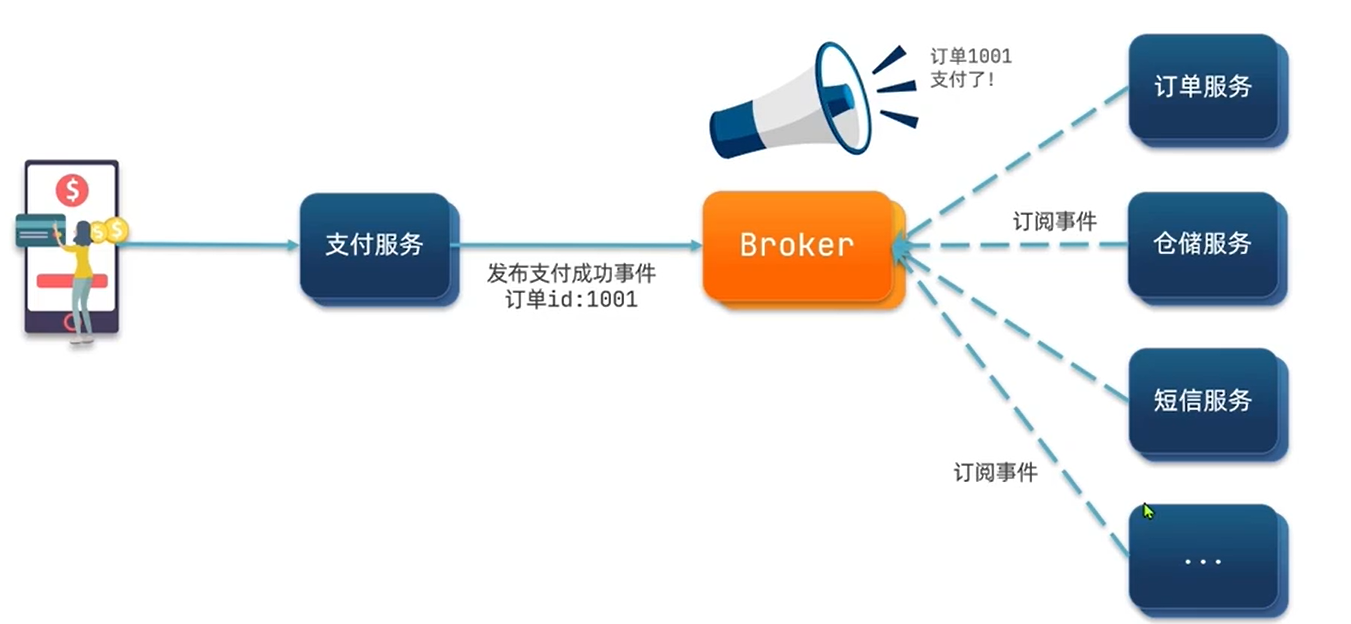 订单1001
支付了!
订单服务
$
$
$
支付服务
发布支付成功事件
订单id:1001
Broker
订阅事件
仓储服务
短信服务
订阅事件
...